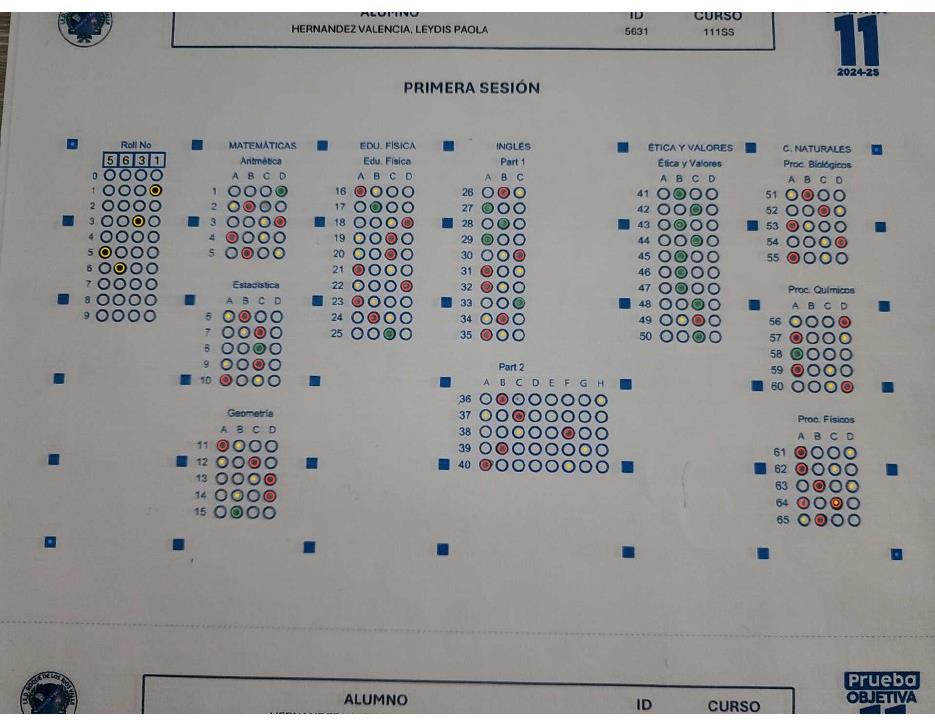 ALUMNO ID CURSO
HERNANDEZ VALENCIA, LEYDIS PAOLA 5631 111SS
11
2024-25
PRIMERA SESIÓN
Roll No MATEMÁTICAS EDU. FÍSICA INGLÉS ÉTICA Y VALORES C. NATURALES
5 6 3 1 Aritmética Edu. Física Part 1 Ética y Valores Proc. Biológicos
A B C D A B C D A B C A B C D A B C D
0
1 1 16 26 41 51
2 2 17 27 42 52
3 3 18 28 43 53
4 4 19 29 44 54
5 5 20 30 45 55
6 21 31 46
7 Estadística 22 32 47 Proc. Químicos
8 A B C D 23 33 48 A B C D
9 6 24 34 49 56
7 25 35 50 57
8 58
9 Part 2 59
10 A B C D E F G H 60
36
Geometría 37 Proc. Físicos
A B C D 38 A B C D
11 39 61
12 40 62
13 63
14 64
15 65
ALUMNO ID CURSO
Prueba
OBJETIVA
11